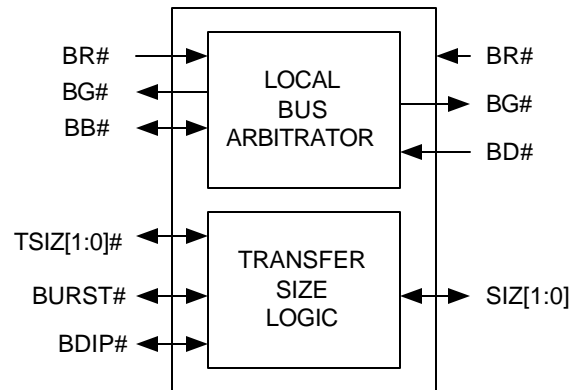 BR#
BG#
BB#
LOCAL
BUS
ARBITRATOR
BR#
BG#
BD#
TSIZ[1:0]#
BURST#
BDIP#
TRANSFER
SIZE
LOGIC
SIZ[1:0]